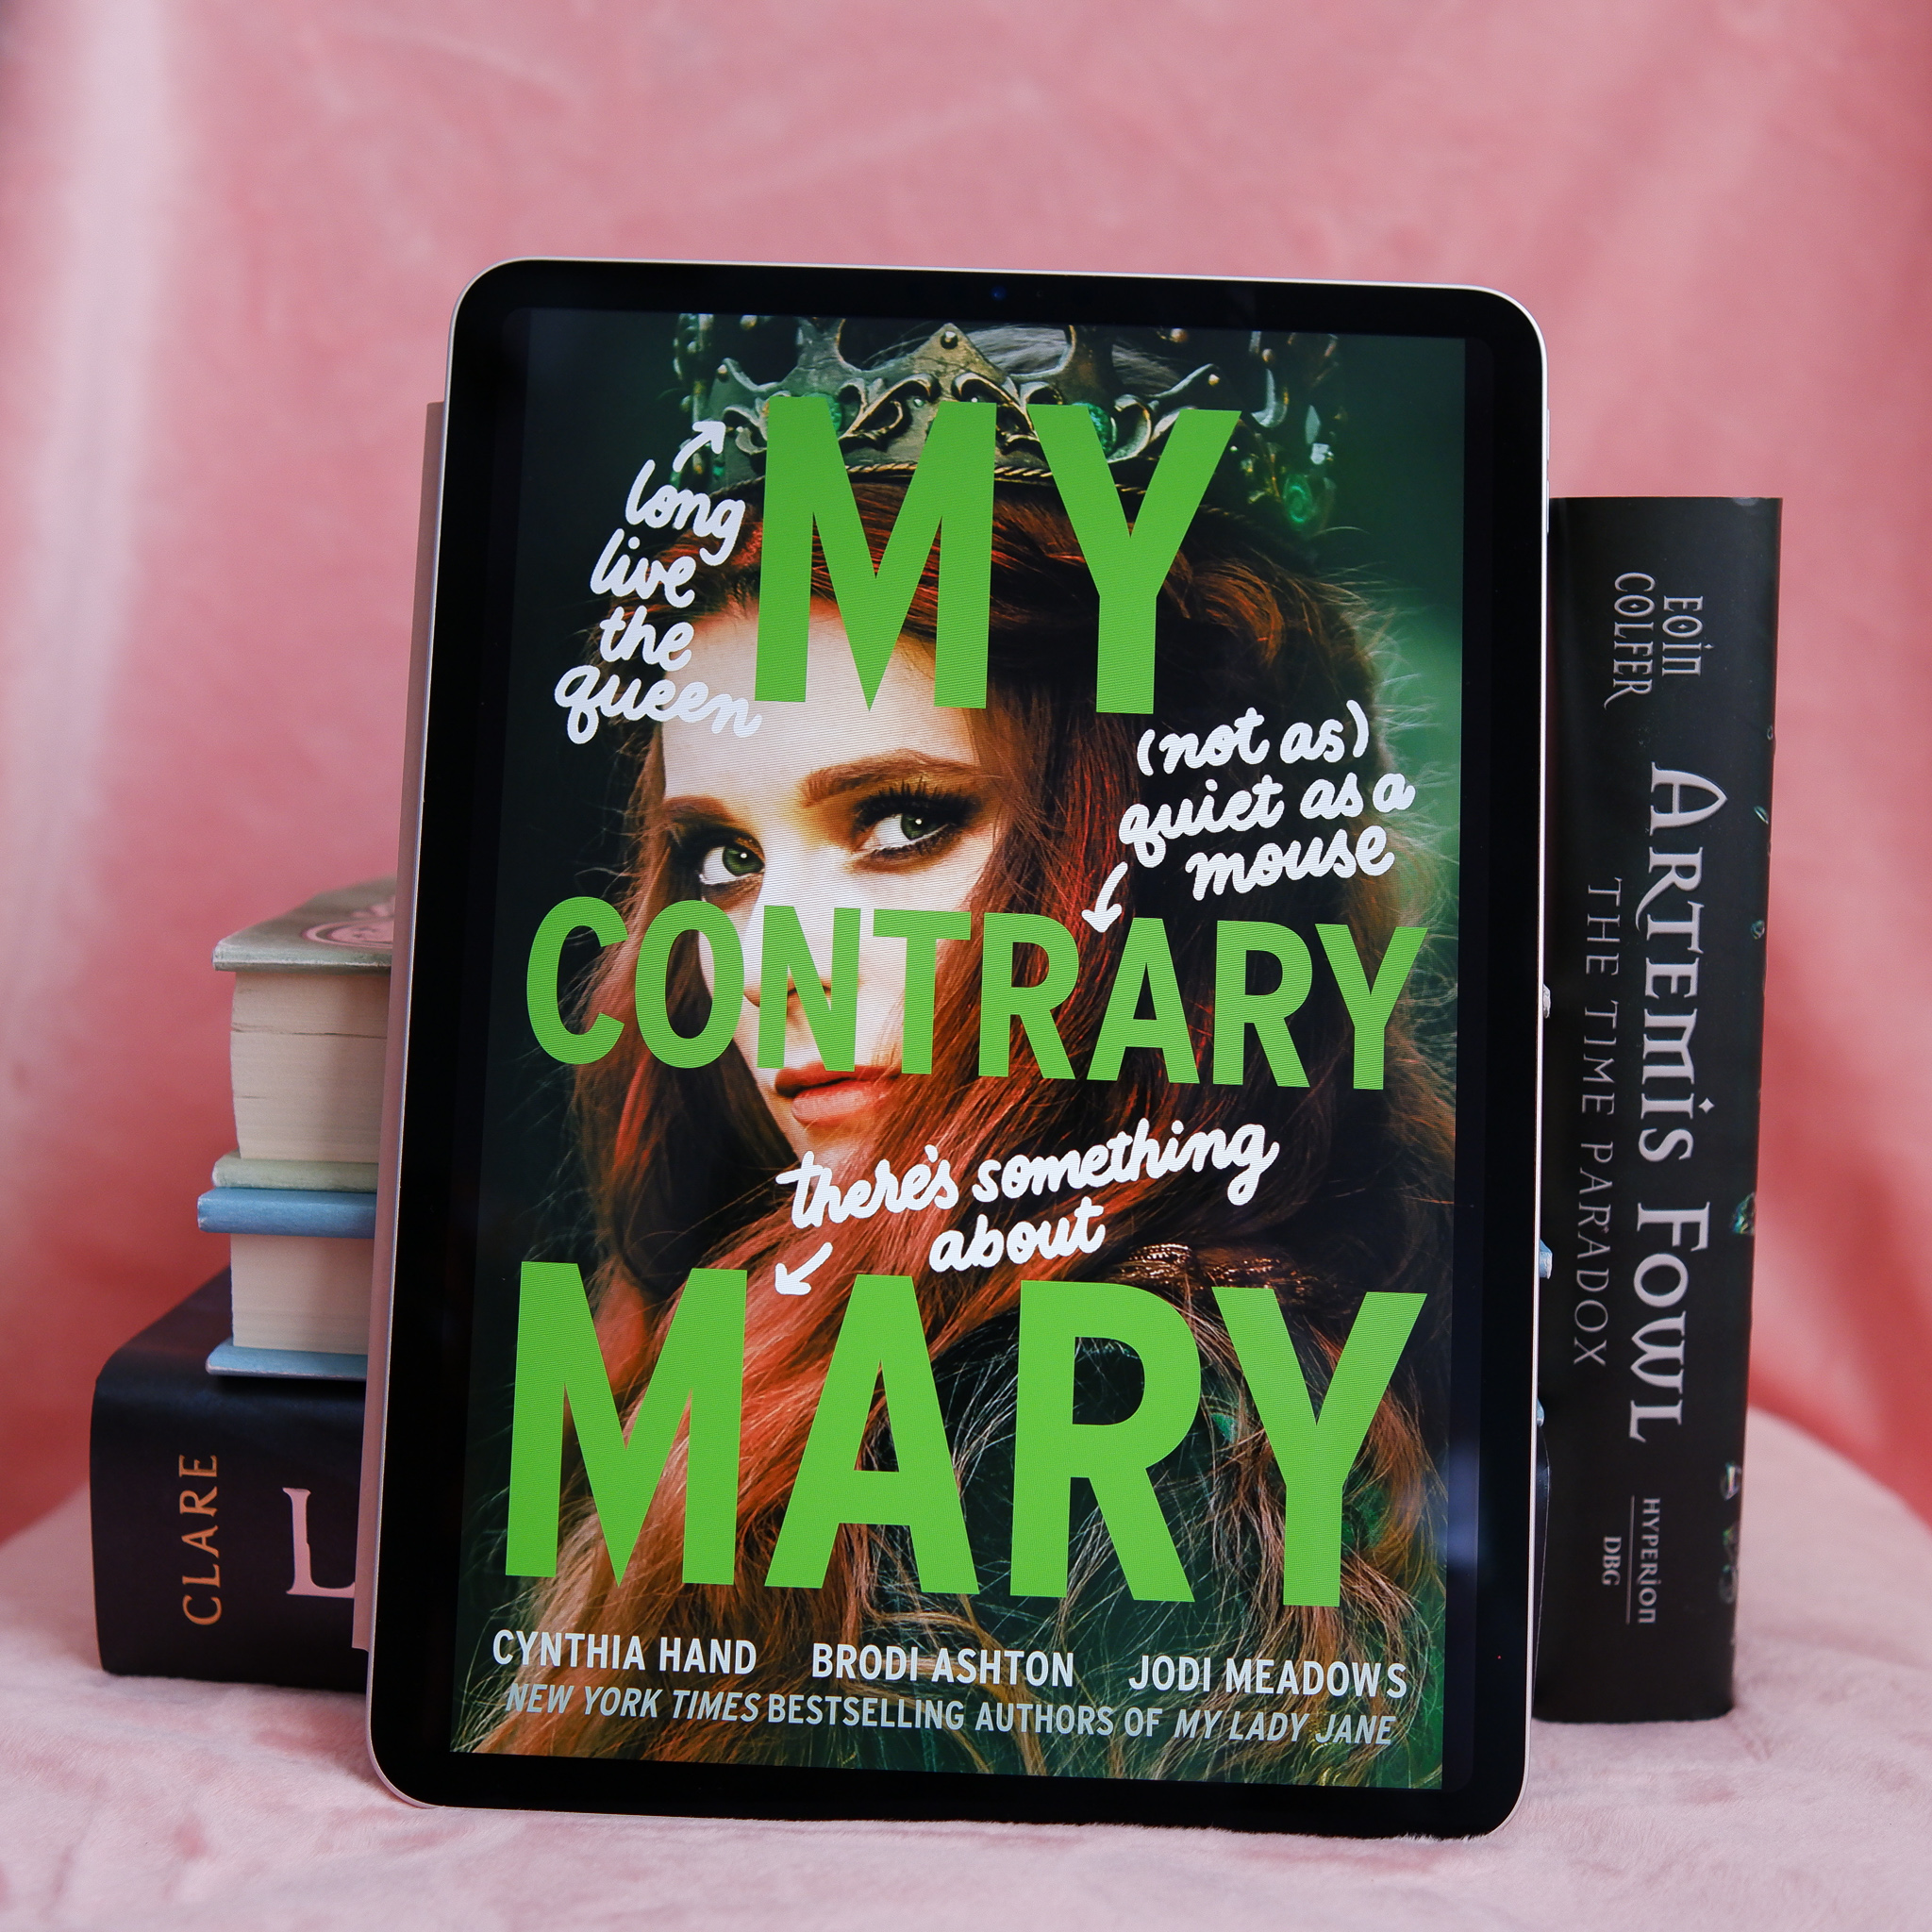 MY
long
live
the
queen
(not as)
quiet as a
mouse
CONTRARY
there's something
about
MARY
CYNTHIA HAND BRODI ASHTON JODI MEADOWS
NEW YORK TIMES BESTSELLING AUTHORS OF MY LADY JANE
CLARE
L
EOIN
COLFER
ARTEMIS FOWL
THE TIME PARADOX
HYPERION
DBG